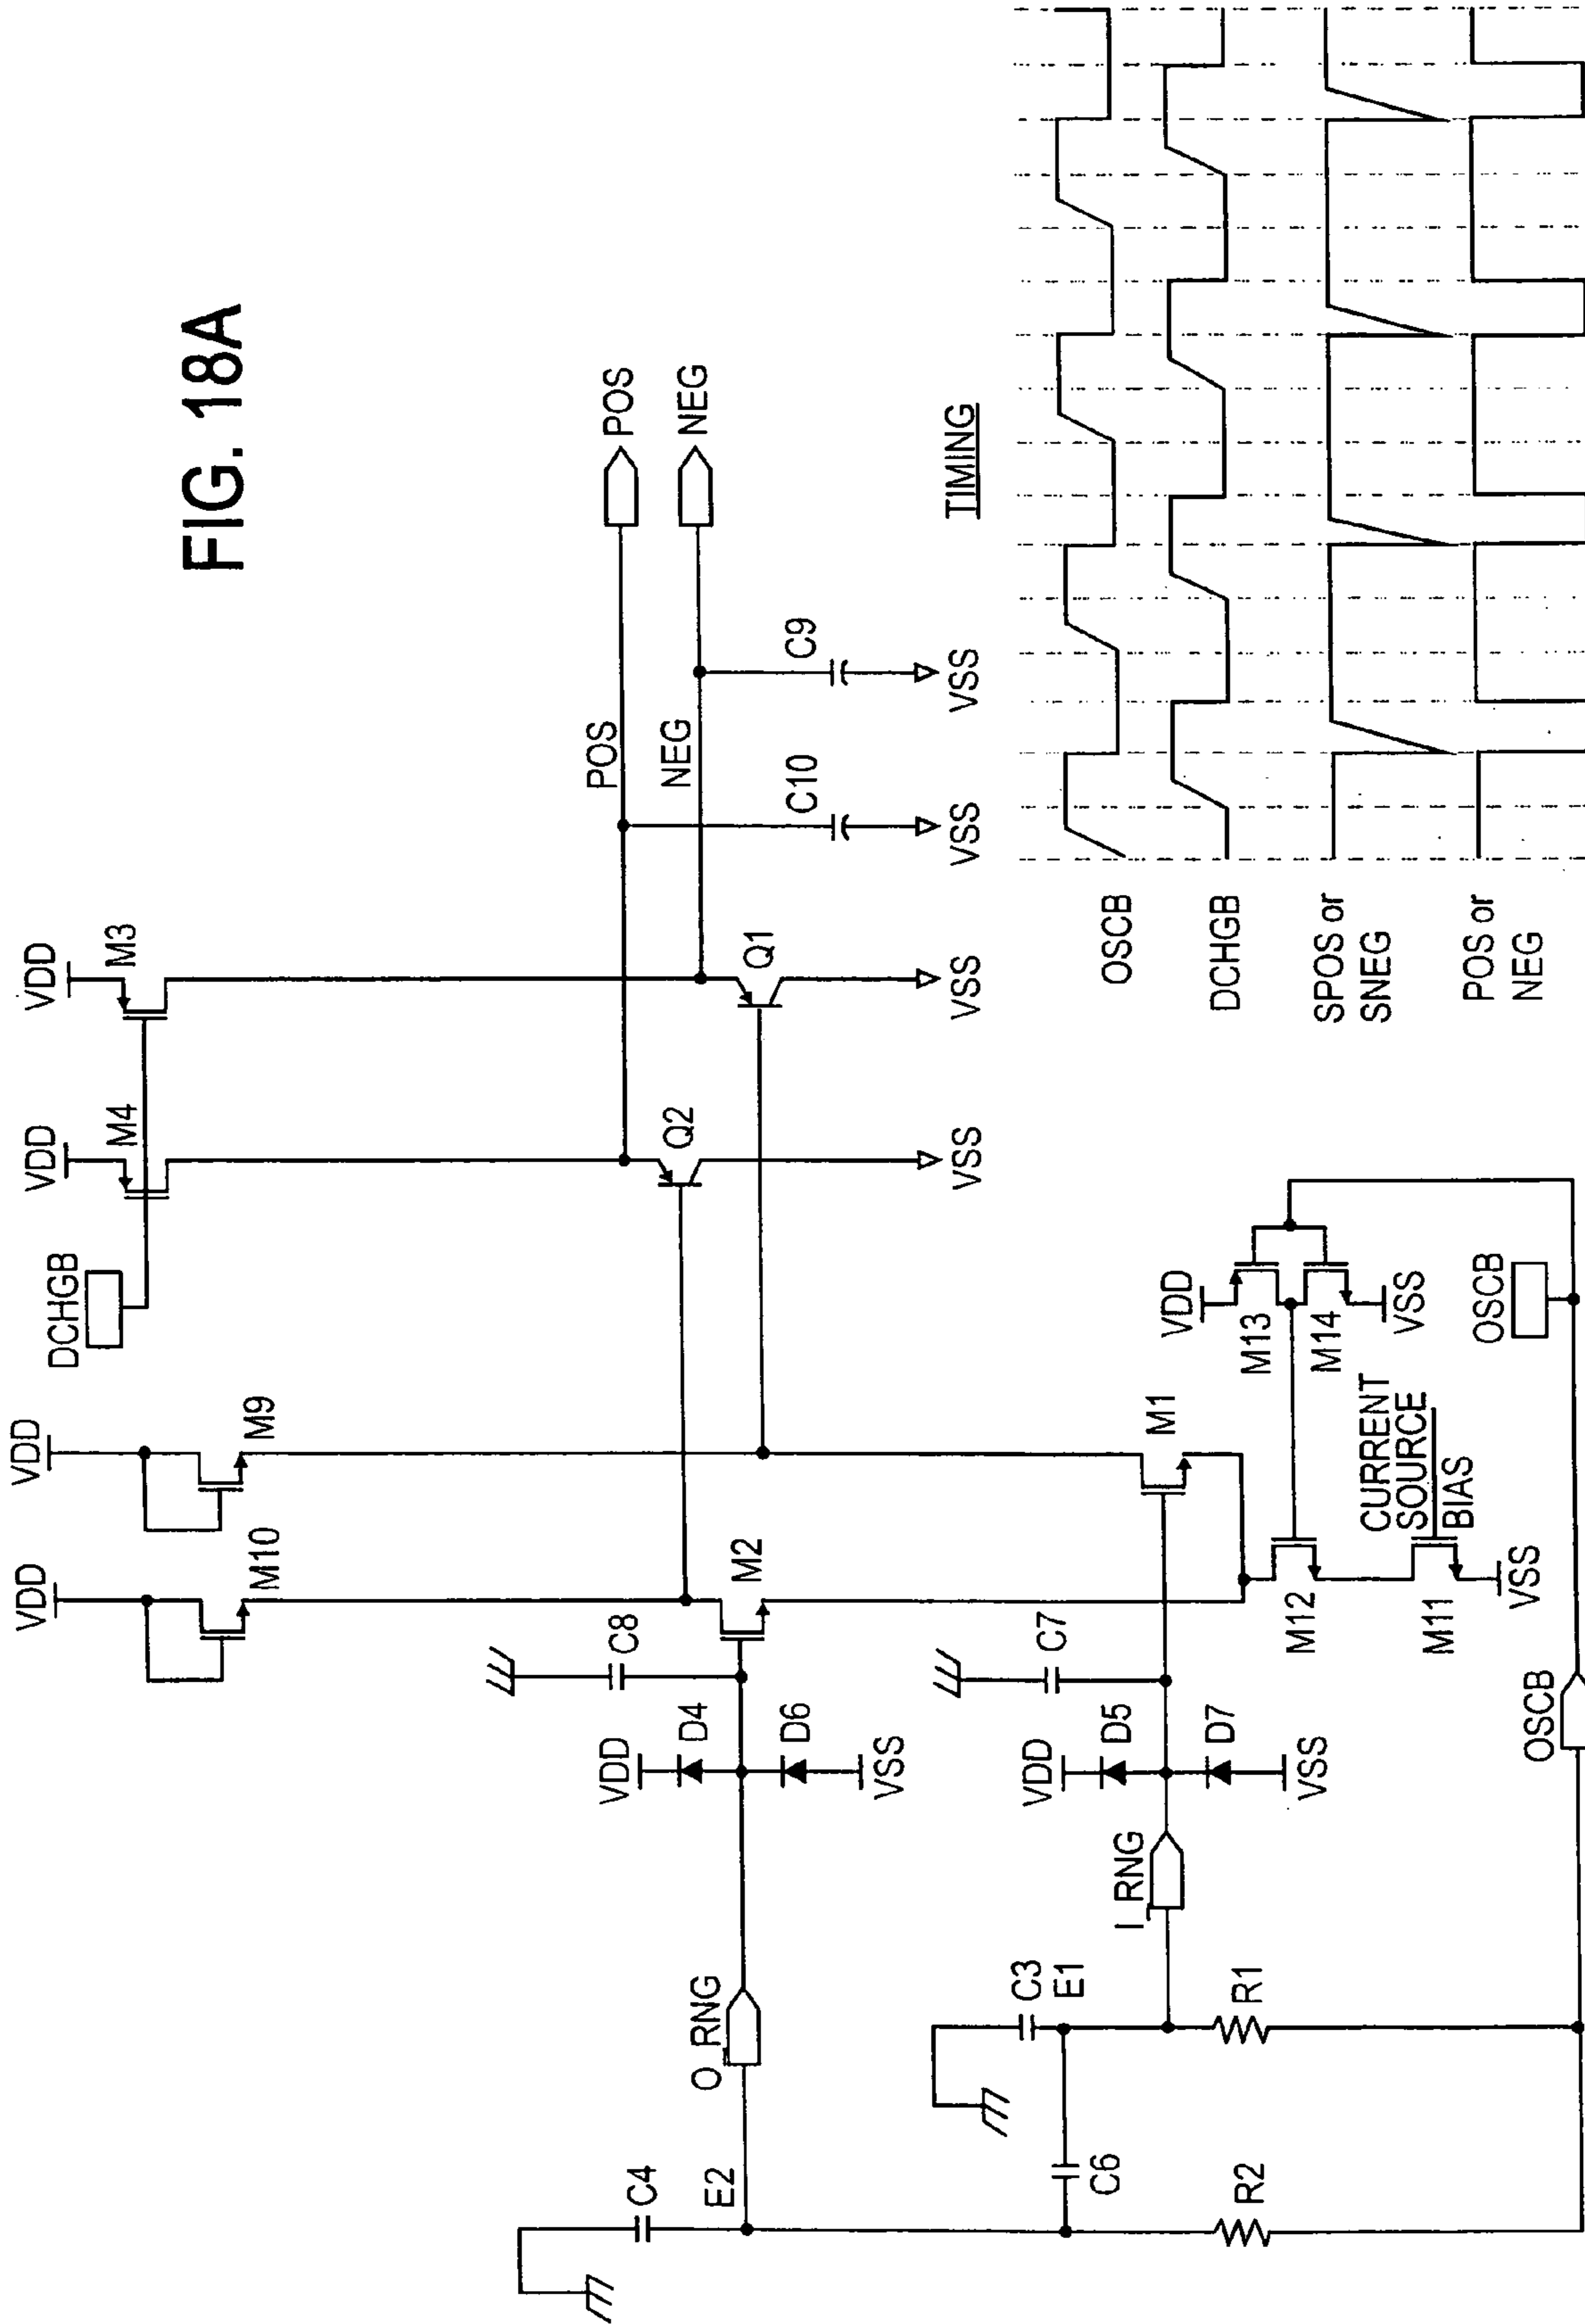 FIG. 18A
VDD
M10
VDD
M9
DCHGB
VDD
M4
VDD
M3
C4
E2
O_RNG
VDD
D4
D6
VSS
C8
M2
Q2
VSS
Q1
VSS
POS
NEG
C10
VSS
C9
VSS
POS
NEG
C6
C3
E1
R2
R1
I_RNG
VDD
D5
D7
VSS
C7
M1
M12
M11
VSS
CURRENT
SOURCE
BIAS
VDD
M13
M14
VSS
OSCB
OSCB
TIMING
OSCB
DCHGB
SPOS or
SNEG
POS or
NEG